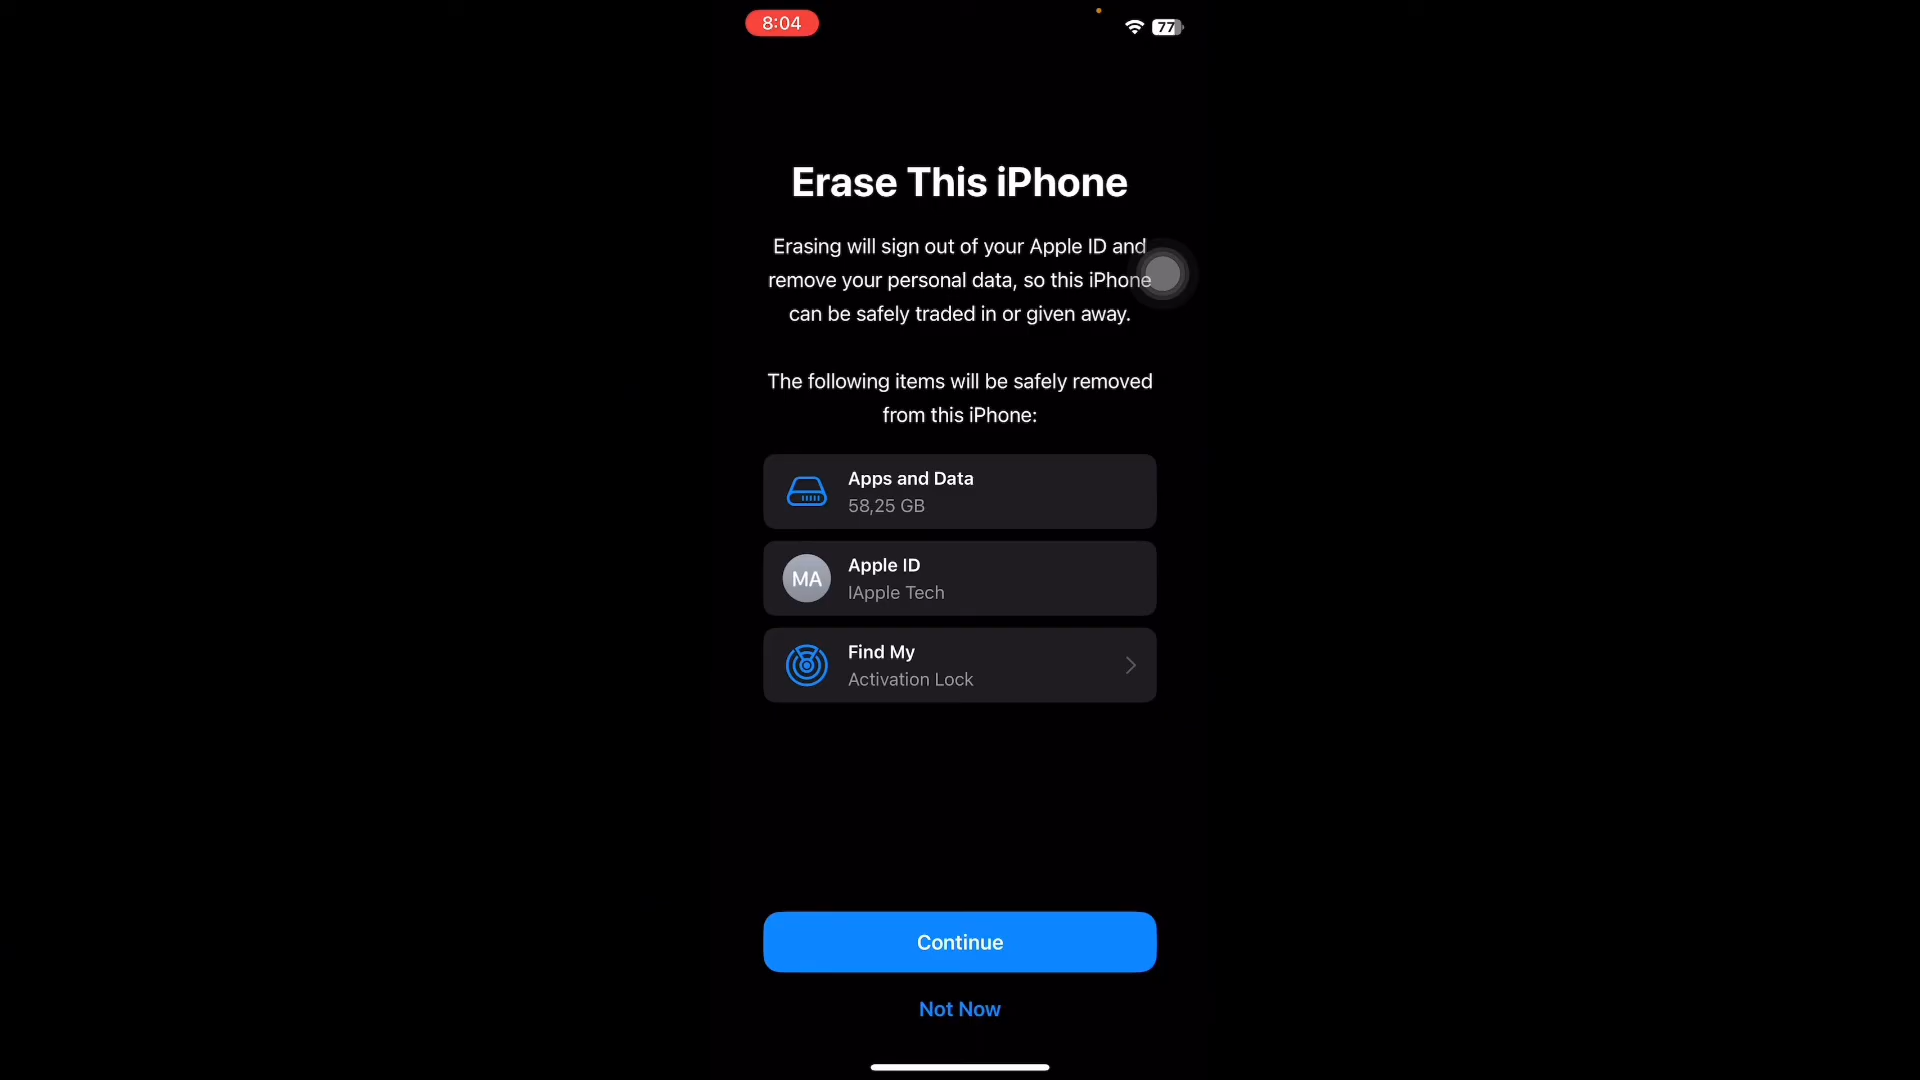 8:04
77
Erase This iPhone
Erasing will sign out of your Apple ID and
remove your personal data, so this iPhone
can be safely traded in or given away.
The following items will be safely removed
from this iPhone:
Apps and Data
58,25 GB
MA
Apple ID
IApple Tech
Find My
Activation Lock
Continue
Not Now